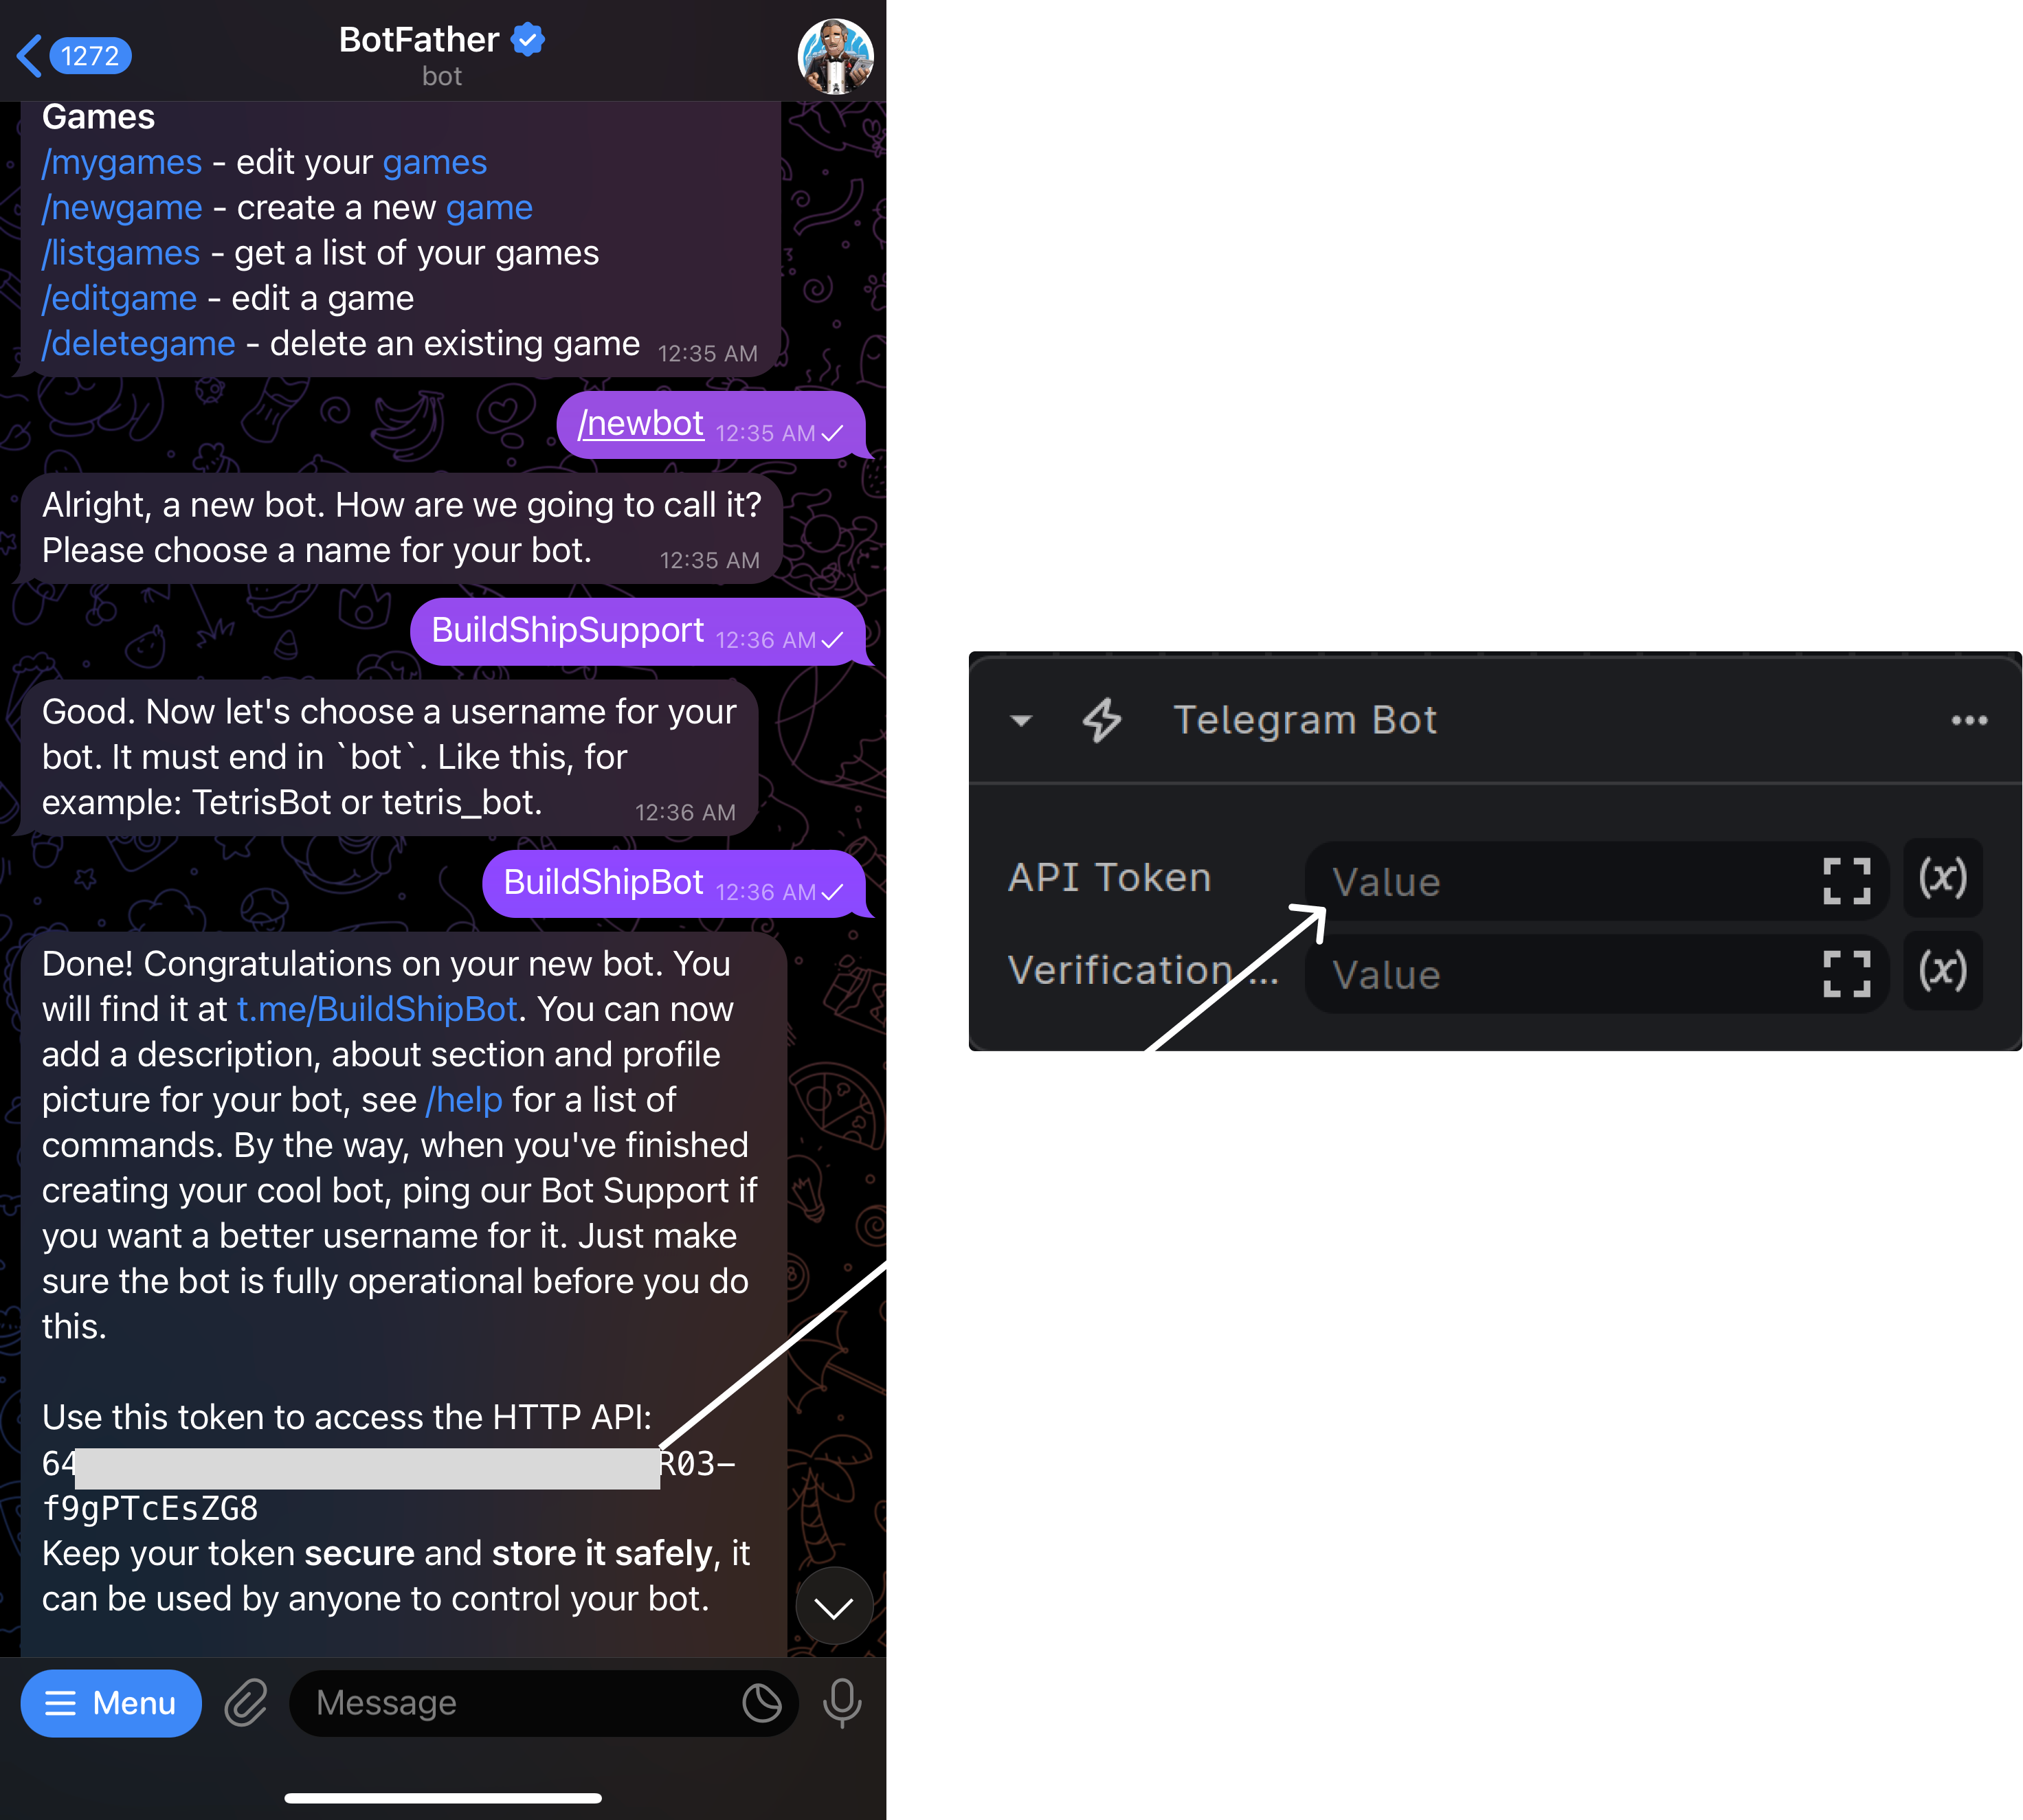 1272
BotFather
bot
Games
/mygames - edit your games
/newgame - create a new game
/listgames - get a list of your games
/editgame - edit a game
/deletegame - delete an existing game 12:35 AM
/newbot 12:35 AM
Alright, a new bot. How are we going to call it?
Please choose a name for your bot. 12:35 AM
BuildShipSupport 12:36 AM
Good. Now let's choose a username for your
bot. It must end in `bot`. Like this, for
example: TetrisBot or tetris_bot. 12:36 AM
BuildShipBot 12:36 AM
Done! Congratulations on your new bot. You
will find it at t.me/BuildShipBot. You can now
add a description, about section and profile
picture for your bot, see /help for a list of
commands. By the way, when you've finished
creating your cool bot, ping our Bot Support if
you want a better username for it. Just make
sure the bot is fully operational before you do
this.
Use this token to access the HTTP API:
64 R03-
f9gPTcEsZG8
Keep your token secure and store it safely, it
can be used by anyone to control your bot.
Menu
Message
Telegram Bot
API Token Value (x)
Verification ... Value (x)